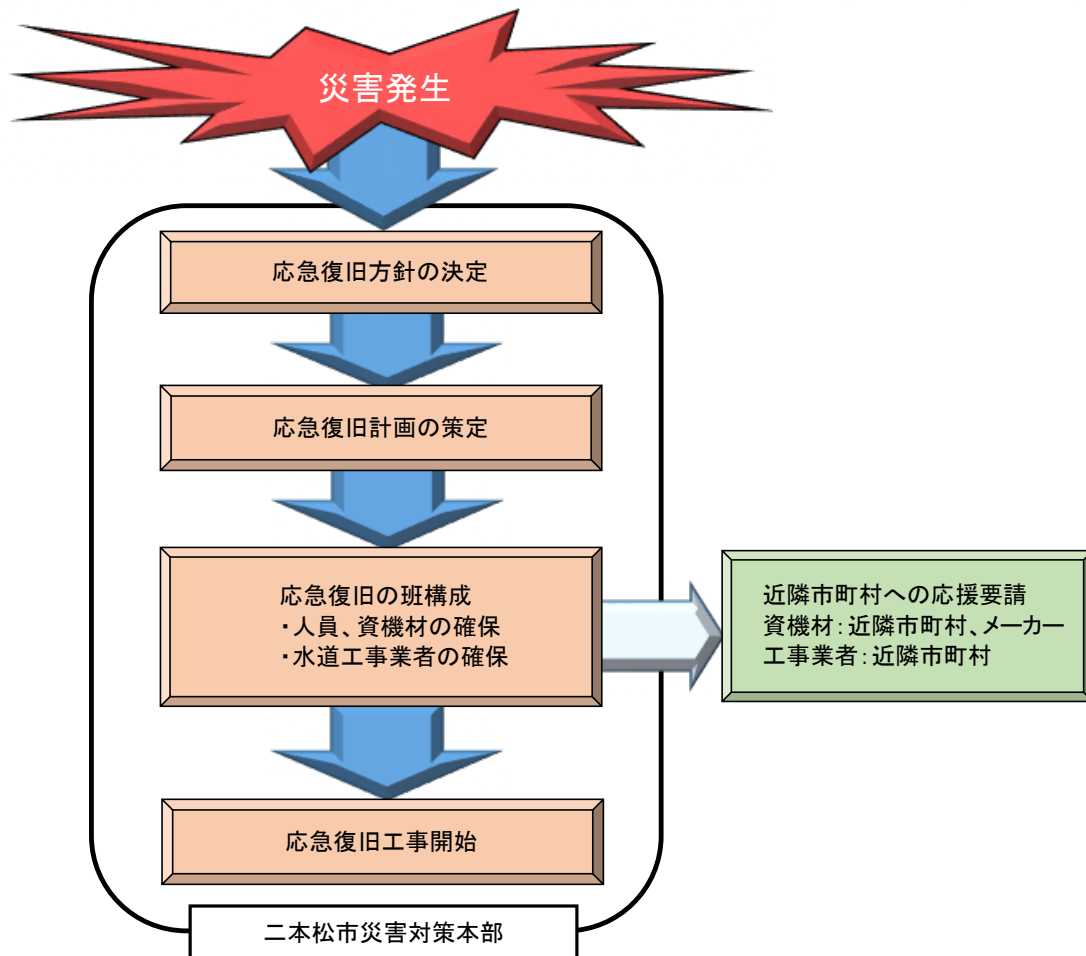 災害発生
応急復旧方針の決定
応急復旧計画の策定
応急復旧の班構成
・人員、資機材の確保
・水道工事業者の確保
近隣市町村への応援要請
資機材：近隣市町村、メーカー
工事業者：近隣市町村
応急復旧工事開始
二本松市災害対策本部